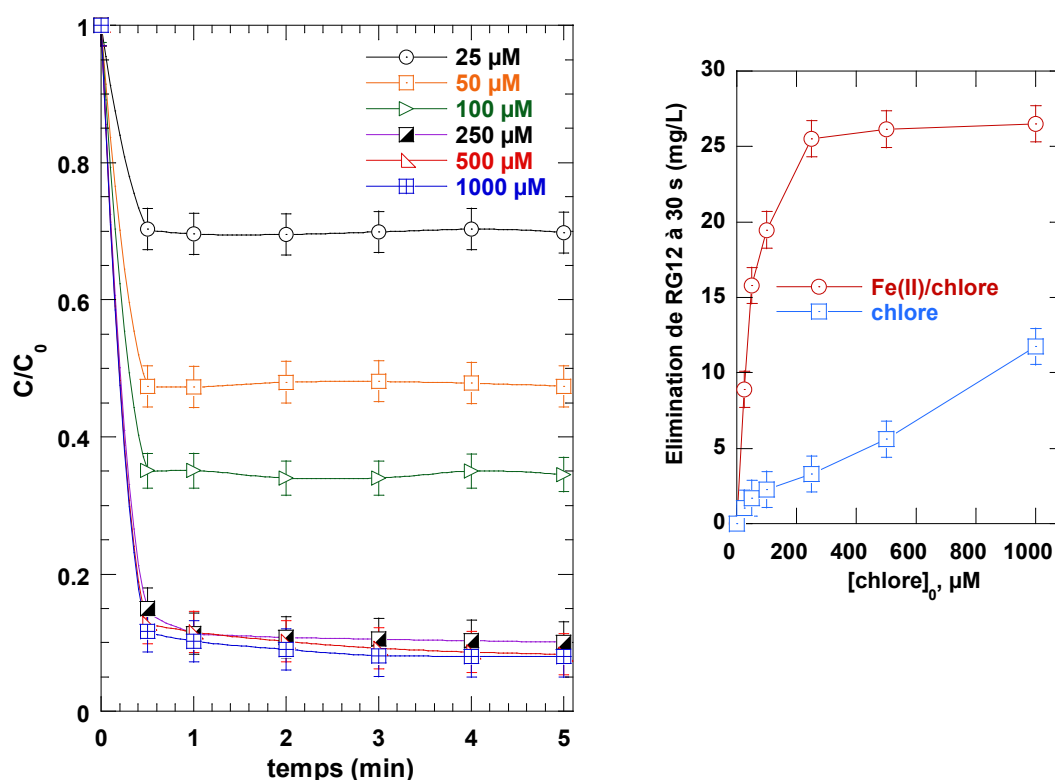 1
0.8
0.6
0.4
0.2
0
C/C0
0 1 2 3 4 5
temps (min)
25 µM
50 µM
100 µM
250 µM
500 µM
1000 µM
30
25
20
15
10
5
0
Elimination de RG12 à 30 s (mg/L)
Fe(II)/chlore
chlore
0 200 400 600 800 1000
[chlore]0, µM